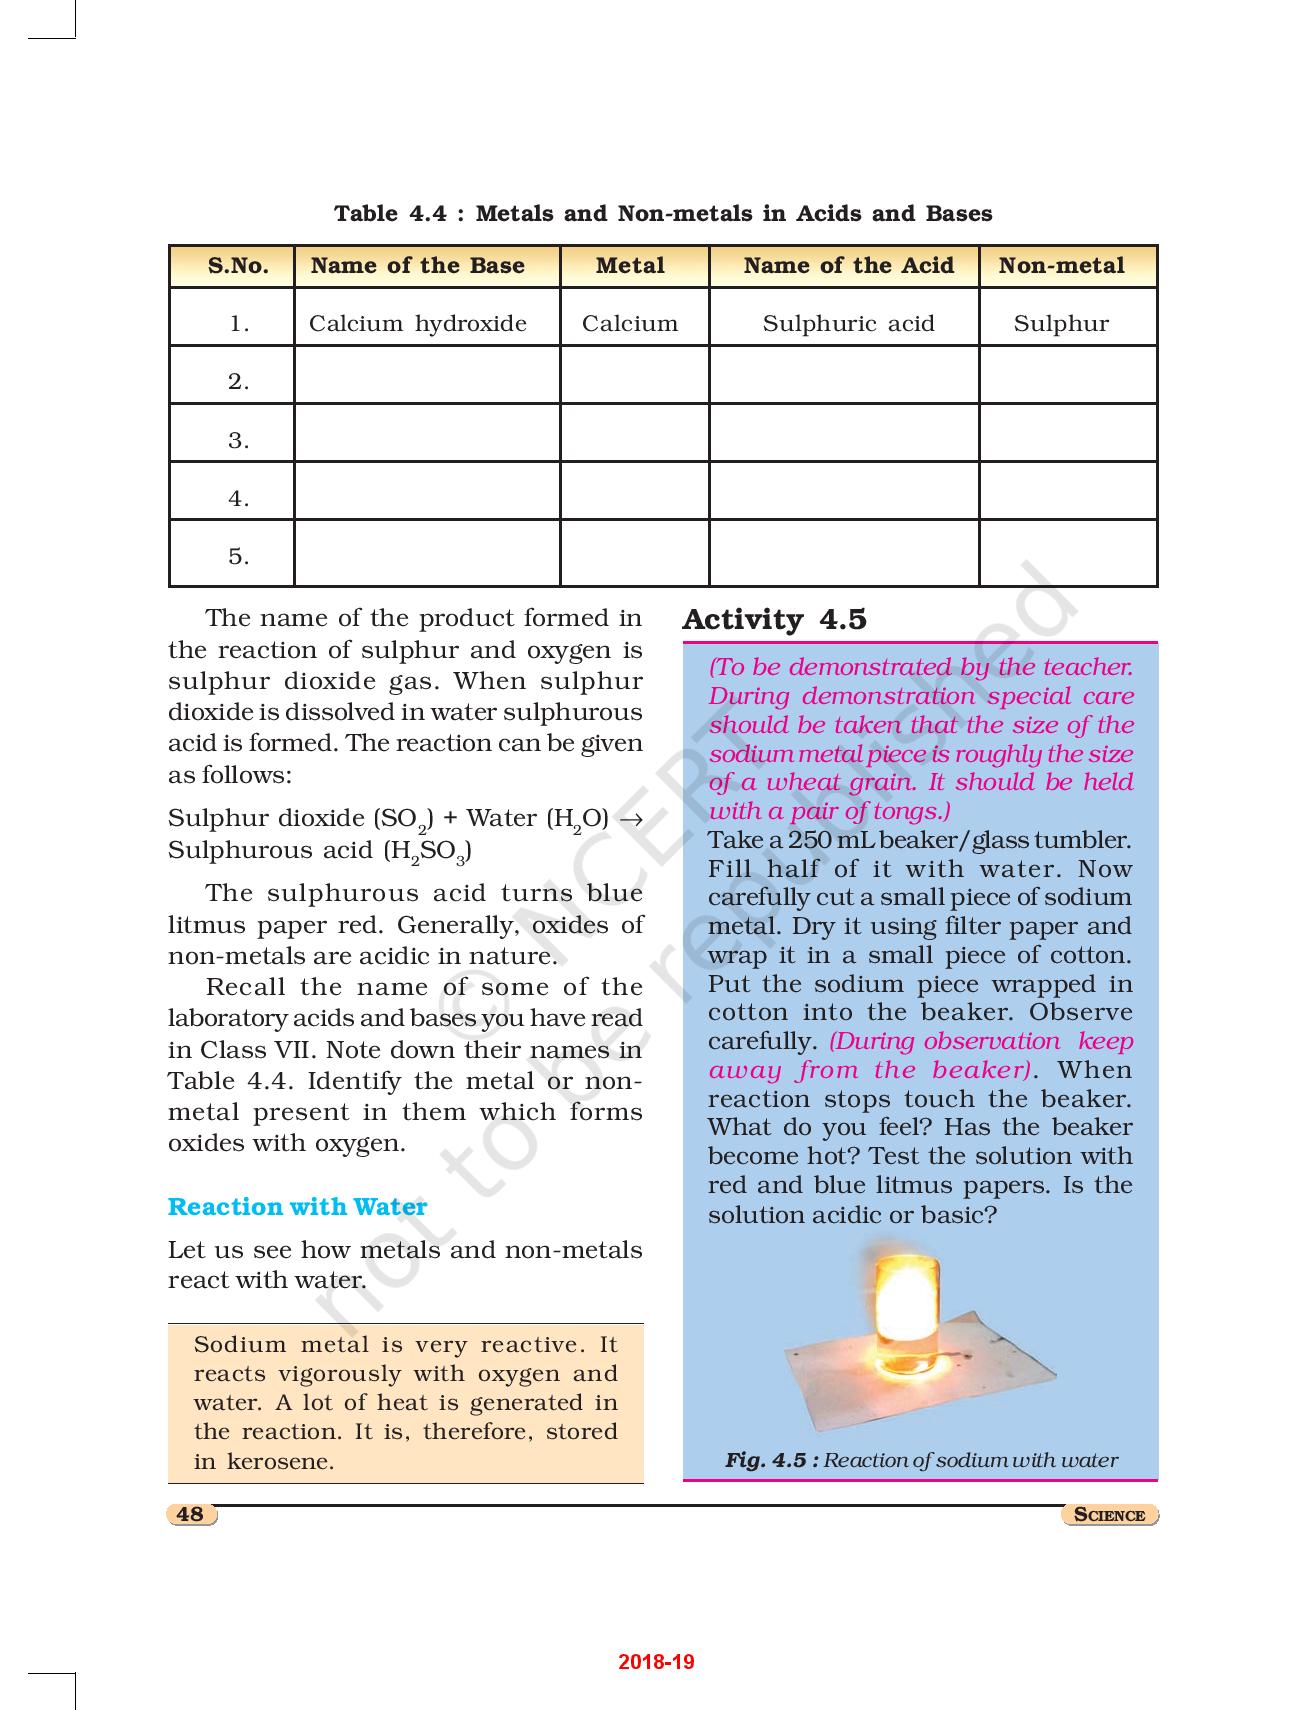 Table 4.4 : Metals and Non-metals in Acids and Bases
S.No. Name of the Base Metal Name of the Acid Non-metal
1. Calcium hydroxide Calcium Sulphuric acid Sulphur
2.
3.
4.
5.
The name of the product formed in
the reaction of sulphur and oxygen is
sulphur dioxide gas. When sulphur
dioxide is dissolved in water sulphurous
acid is formed. The reaction can be given
as follows:
Sulphur dioxide (SO2) + Water (H2O) →
Sulphurous acid (H2SO3)
The sulphurous acid turns blue
litmus paper red. Generally, oxides of
non-metals are acidic in nature.
Recall the name of some of the
laboratory acids and bases you have read
in Class VII. Note down their names in
Table 4.4. Identify the metal or non-
metal present in them which forms
oxides with oxygen.
Reaction with Water
Let us see how metals and non-metals
react with water.
Sodium metal is very reactive. It
reacts vigorously with oxygen and
water. A lot of heat is generated in
the reaction. It is, therefore, stored
in kerosene.
Activity 4.5
(To be demonstrated by the teacher.
During demonstration special care
should be taken that the size of the
sodium metal piece is roughly the size
of a wheat grain. It should be held
with a pair of tongs.)
Take a 250 mL beaker/glass tumbler.
Fill half of it with water. Now
carefully cut a small piece of sodium
metal. Dry it using filter paper and
wrap it in a small piece of cotton.
Put the sodium piece wrapped in
cotton into the beaker. Observe
carefully. (During observation keep
away from the beaker). When
reaction stops touch the beaker.
What do you feel? Has the beaker
become hot? Test the solution with
red and blue litmus papers. Is the
solution acidic or basic?
Fig. 4.5 : Reaction of sodium with water
© NCERT
not to be republished
48
SCIENCE
2018-19